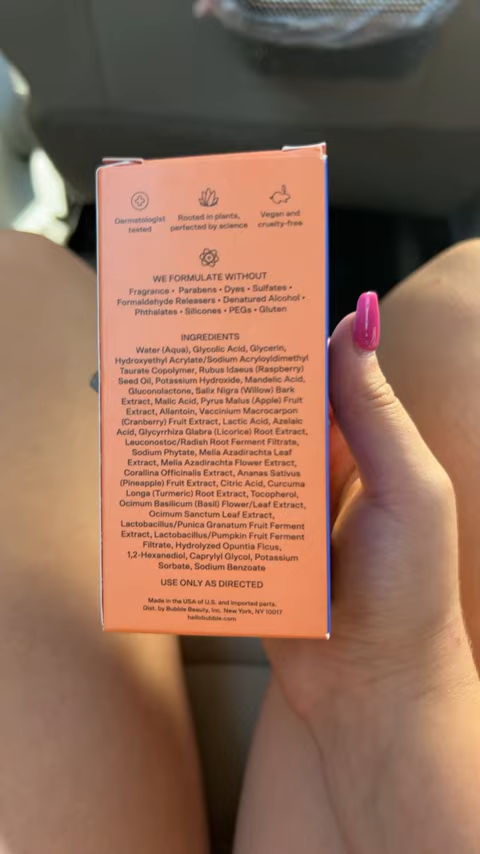 Dermatologist
tested
Rooted in plants,
perfected by science
Vegan and
cruelty-free
WE FORMULATE WITHOUT
Fragrance • Parabens • Dyes • Sulfates •
Formaldehyde Releasers • Denatured Alcohol •
Phthalates • Silicones • PEGs • Gluten
INGREDIENTS
Water (Aqua), Glycolic Acid, Glycerin,
Hydroxyethyl Acrylate/Sodium Acryloyldimethyl
Taurate Copolymer, Rubus Idaeus (Raspberry)
Seed Oil, Potassium Hydroxide, Mandelic Acid,
Gluconolactone, Salix Nigra (Willow) Bark
Extract, Malic Acid, Pyrus Malus (Apple) Fruit
Extract, Allantoin, Vaccinium Macrocarpon
(Cranberry) Fruit Extract, Lactic Acid, Azelaic
Acid, Glycyrrhiza Glabra (Licorice) Root Extract,
Leuconostoc/Radish Root Ferment Filtrate,
Sodium Phytate, Melia Azadirachta Leaf
Extract, Melia Azadirachta Flower Extract,
Corallina Officinalis Extract, Ananas Sativus
(Pineapple) Fruit Extract, Citric Acid, Curcuma
Longa (Turmeric) Root Extract, Tocopherol,
Ocimum Basilicum (Basil) Flower/Leaf Extract,
Ocimum Sanctum Leaf Extract,
Lactobacillus/Punica Granatum Fruit Ferment
Extract, Lactobacillus/Pumpkin Fruit Ferment
Filtrate, Hydrolyzed Opuntia Ficus,
1,2-Hexanediol, Caprylyl Glycol, Potassium
Sorbate, Sodium Benzoate
USE ONLY AS DIRECTED
Made in the USA of U.S. and imported parts.
Dist. by Bubble Beauty, Inc. New York, NY 10017
hellobubble.com